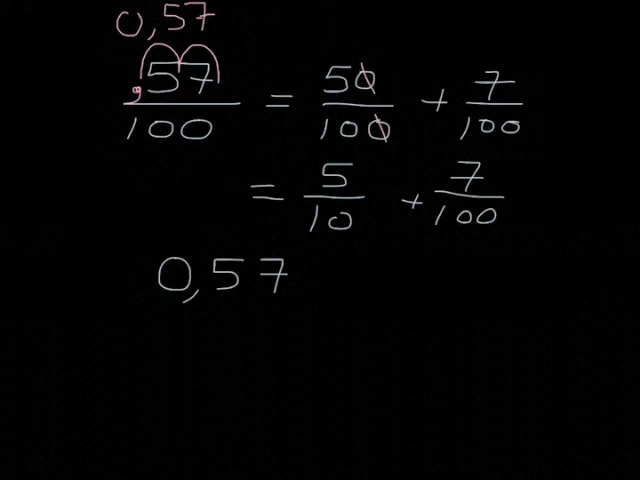 0,57
,57/100 = 50/100 + 7/100
= 5/10 + 7/100
0,57